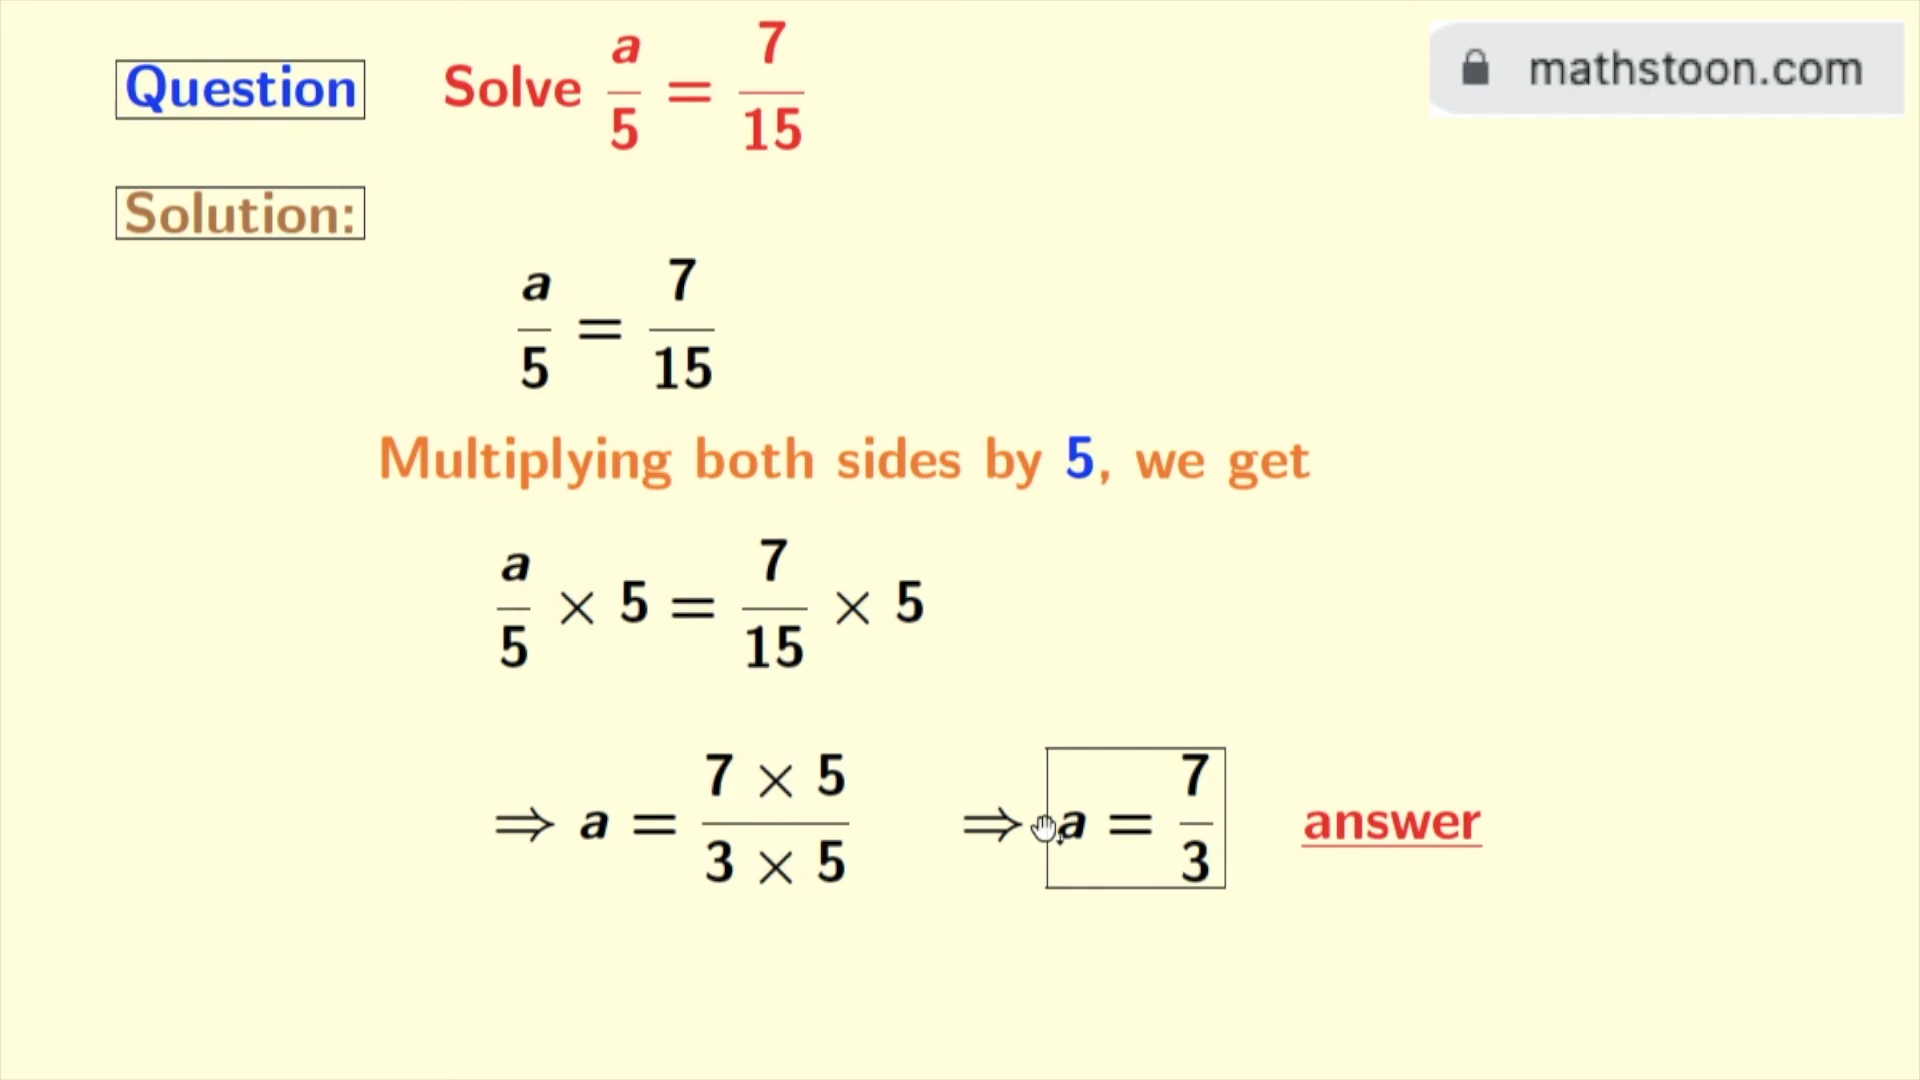 Question Solve a/5 = 7/15
mathstoon.com
Solution:
a/5 = 7/15
Multiplying both sides by 5, we get
a/5 × 5 = 7/15 × 5
⇒ a = (7 × 5)/(3 × 5) ⇒ a = 7/3 answer